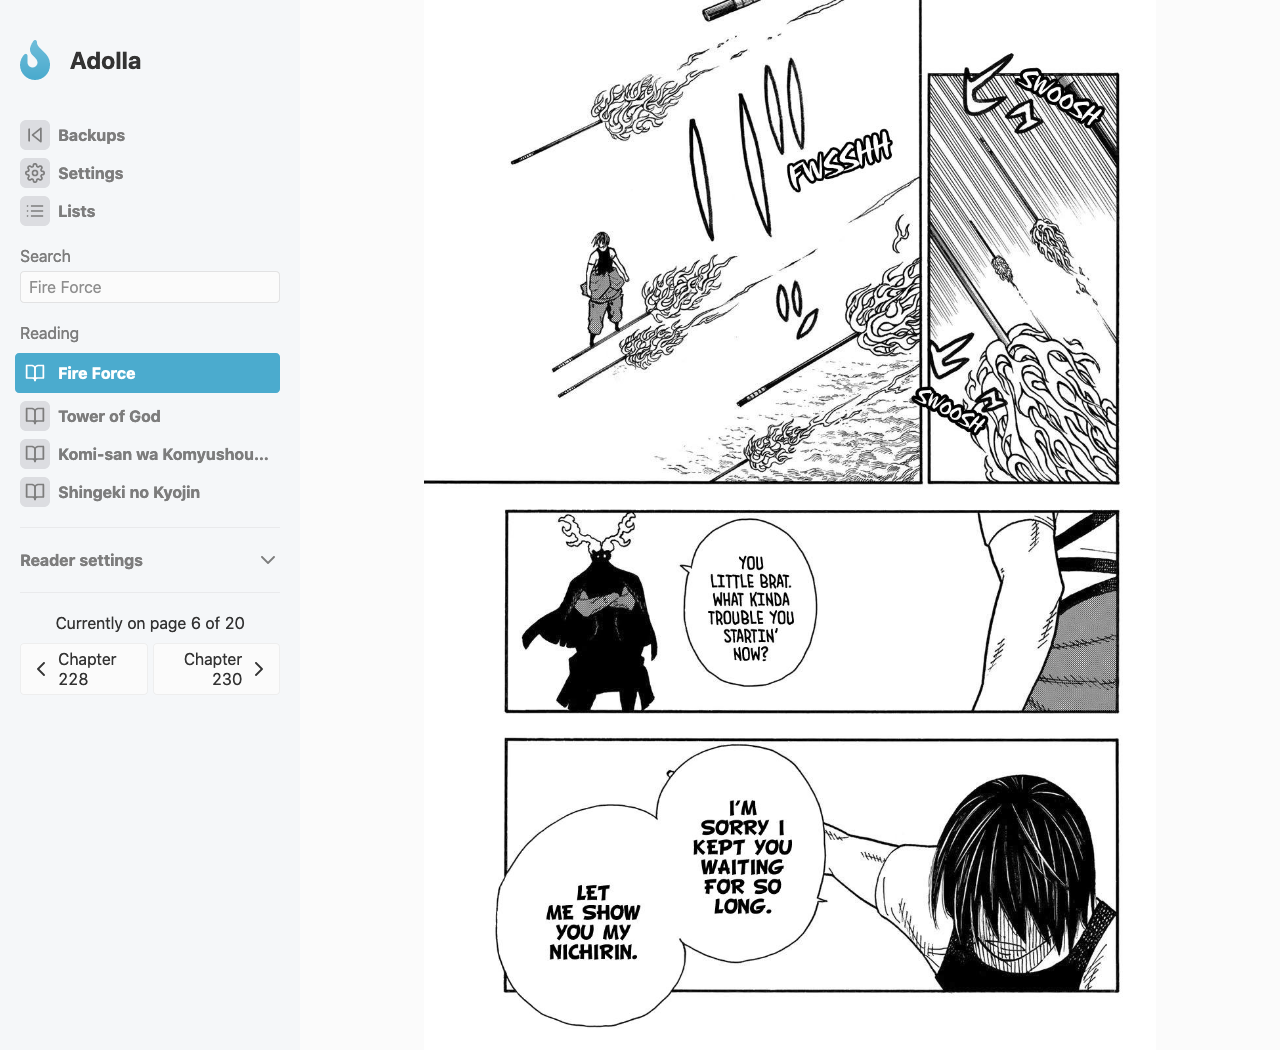 Adolla
Backups
Settings
Lists
Search
Fire Force
Reading
Fire Force
Tower of God
Komi-san wa Komyushou...
Shingeki no Kyojin
Reader settings
Currently on page 6 of 20
Chapter
228
Chapter
230
SWOOSH
FWSSHH
SWOOSH
YOU
LITTLE BRAT.
WHAT KINDA
TROUBLE YOU
STARTIN'
NOW?
I'M
SORRY I
KEPT YOU
WAITING
FOR SO
LONG.
LET
ME SHOW
YOU MY
NICHIRIN.